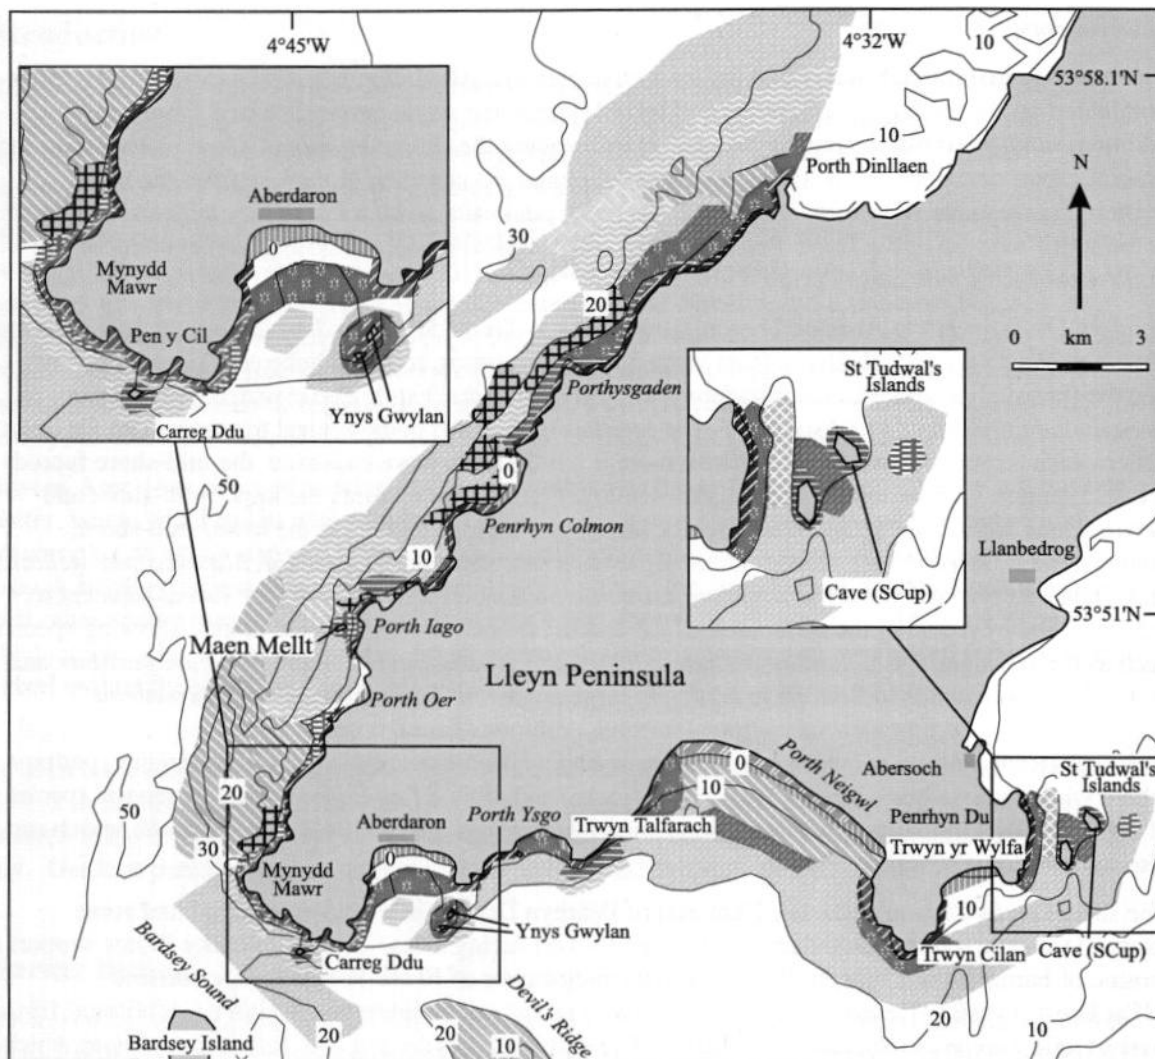 4°45'W
4°32'W
10
53°58.1'N
10
Porth Dinllaen
N
Aberdaron
0
30
Mynydd
Mawr
20
0 km 3
Pen y Cil
Porthysgaden
St Tudwal's
Islands
Ynys Gwylan
Carreg Ddu
0
50
Penrhyn Colmon
Llanbedrog
10
Cave (SCup)
53°51'N
Porth Iago
Maen Mellt
Lleyn Peninsula
Porth Oer
0
Porth Neigwl
Abersoch
St Tudwal's
Islands
20
10
50
Aberdaron
Porth Ysgo
Trwyn Talfarach
Penrhyn Du
Trwyn yr Wylfa
30
0
Mynydd
Mawr
10
Ynys Gwylan
Carreg Ddu
Trwyn Cilan
Cave (SCup)
Bardsey Sound
Devil's Ridge
Bardsey Island
20
20
10
20
10